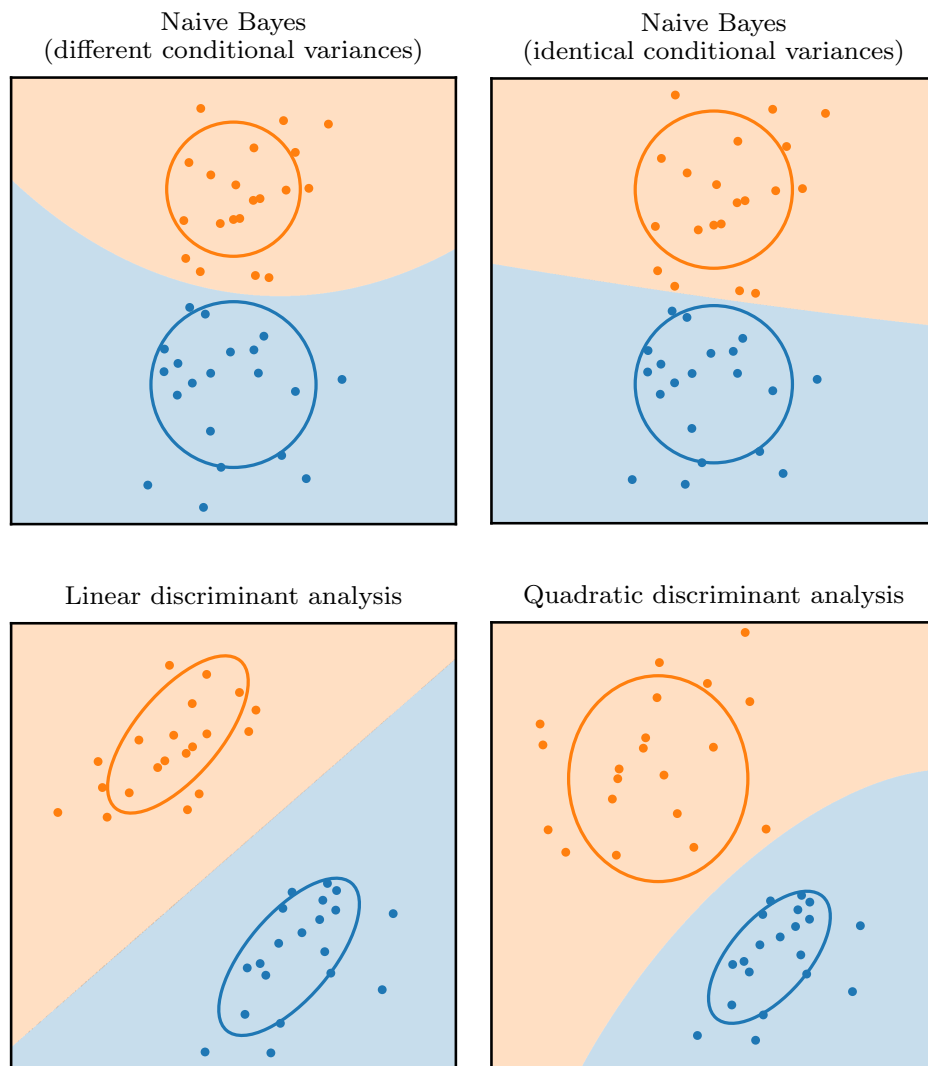 Naive Bayes
(different conditional variances)
Naive Bayes
(identical conditional variances)
Linear discriminant analysis
Quadratic discriminant analysis